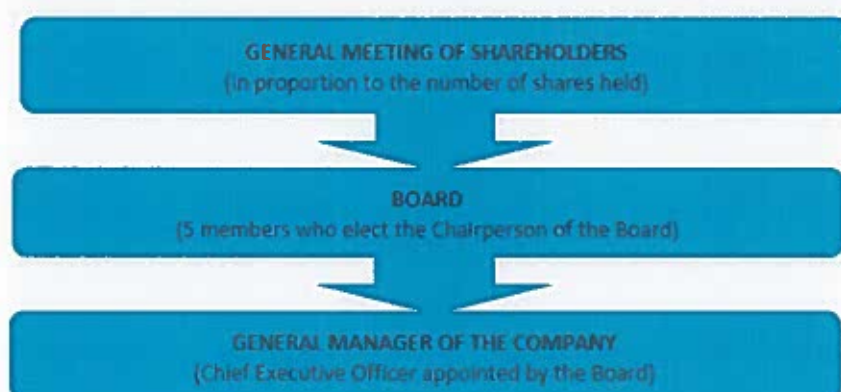 GENERAL MEETING OF SHAREHOLDERS
(in proportion to the number of shares held)
BOARD
(5 members who elect the Chairperson of the Board)
GENERAL MANAGER OF THE COMPANY
(Chief Executive Officer appointed by the Board)